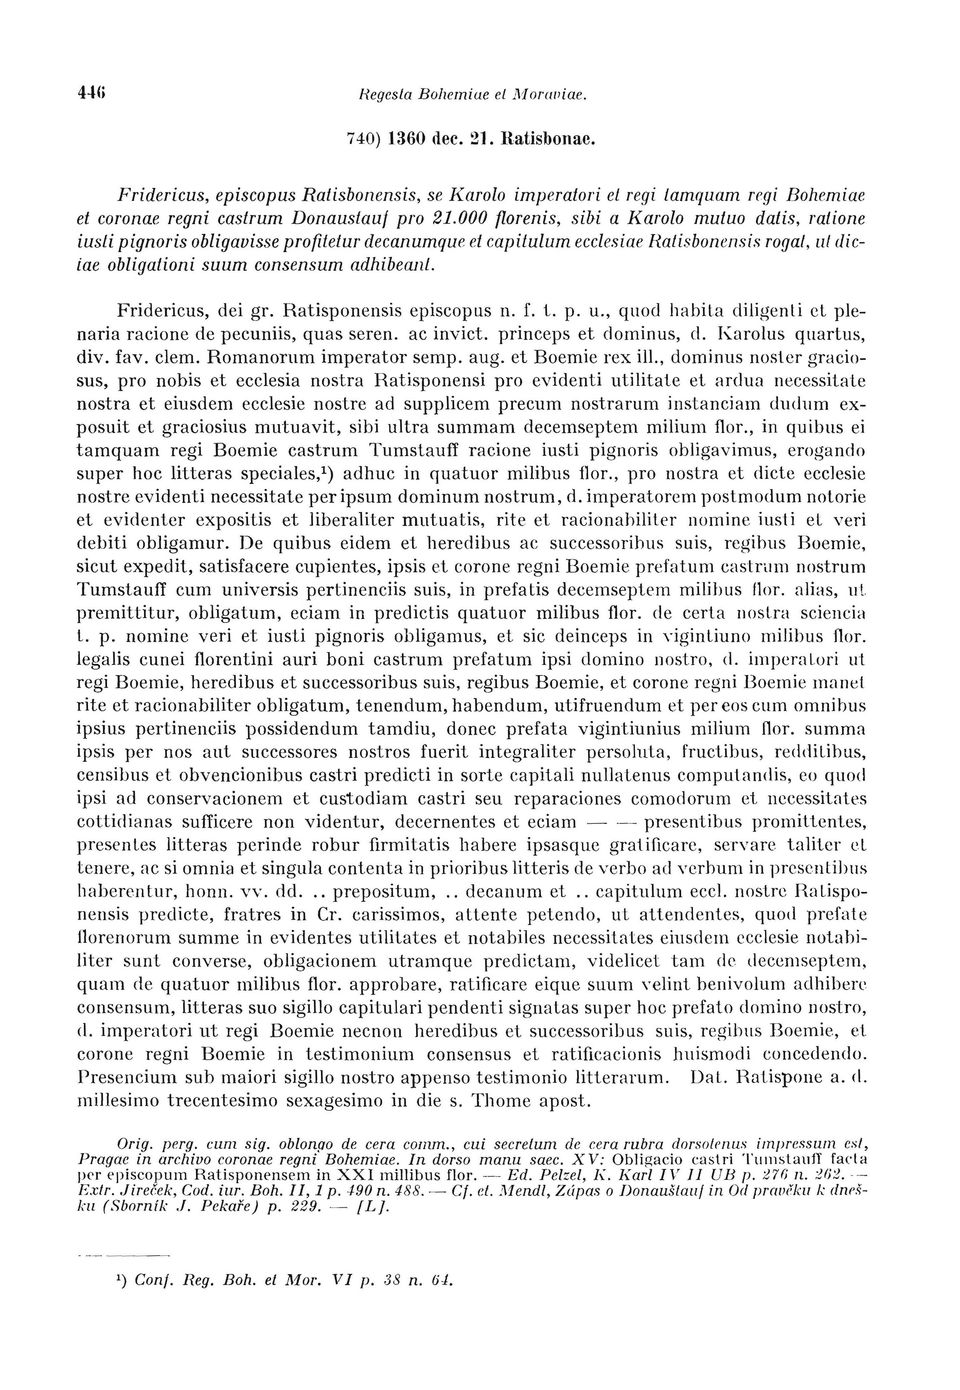 446
Regesta Bohemiae et Moraviae.
740) 1360 dec. 21. Ratisbonae.
Fridericus, episcopus Ratisbonensis, se Karolo imperatori et regi tamquam regi Bohemiae
et coronae regni castrum Donaustauf pro 21.000 florenis, sibi a Karolo mutuo datis, ratione
iusti pignoris obligavisse profitetur decanumque et capitulum ecclesiae Ratisbonensis rogat, ut dic-
tae obligationi suum consensum adhibeant.
Fridericus, dei gr. Ratisponensis episcopus n. f. t. p. u., quod habita diligenti et ple-
naria racione de pecuniis, quas seren. ac invict. princeps et dominus, d. Karolus quartus,
div. fav. clem. Romanorum imperator semp. aug. et Boemie rex ill., dominus noster gracio-
sus, pro nobis et ecclesia nostra Ratisponensi pro evidenti utilitate et ardua necessitate
nostra et eiusdem ecclesie nostre ad supplicem precum nostrarum instanciam dudum ex-
posuit et graciosius mutuavit, sibi ultra summam decemseptem milium flor., in quibus ei
tamquam regi Boemie castrum Tumstauff racione iusti pignoris obligavimus, erogando
super hoc litteras speciales,¹) adhuc in quatuor milibus flor., pro nostra et dicte ecclesie
nostre evidenti necessitate per ipsum dominum nostrum, d. imperatorem postmodum notorie
et evidenter expositis et liberaliter mutuatis, rite et racionabiliter nomine iusti et veri
debiti obligamur. De quibus eidem et heredibus ac successoribus suis, regibus Boemie,
sicut expedit, satisfacere cupientes, ipsis et corone regni Boemie prefatum castrum nostrum
Tumstauff cum universis pertinenciis suis, in prefatis decemseptem milibus flor. alias, ut
premittitur, obligatum, eciam in predictis quatuor milibus flor. de certa nostra sciencia
t. p. nomine veri et iusti pignoris obligamus, et sic deinceps in vigintiuno milibus flor.
legalis cunei florentini auri boni castrum prefatum ipsi domino nostro, d. imperatori ut
regi Boemie, heredibus et successoribus suis, regibus Boemie, et corone regni Boemie manet
rite et racionabiliter obligatum, tenendum, habendum, utifruendum et per eos cum omnibus
ipsius pertinenciis possidendum tamdiu, donec prefata vigintiunius milium flor. summa
ipsis per nos aut successores nostros fuerit integraliter persoluta, fructibus, redditibus,
censibus et obvencionibus castri predicti in sorte capitali nullatenus computandis, eo quod
ipsi ad conservacionem et custodiam castri seu reparaciones comodorum et necessitates
cottidianas sufficere non videntur, decernentes et eciam — — presentibus promittentes,
presentes litteras perinde robur firmitatis habere ipsasque gratificare, servare taliter et
tenere, ac si omnia et singula contenta in prioribus litteris de verbo ad verbum in presentibus
haberentur, honn. vv. dd. .. prepositum, .. decanum et .. capitulum eccl. nostre Ratispo-
nensis predicte, fratres in Cr. carissimos, attente petendo, ut attendentes, quod prefate
florenorum summe in evidentes utilitates et notabiles necessitates eiusdem ecclesie notabi-
liter sunt converse, obligacionem utramque predictam, videlicet tam de decemseptem,
quam de quatuor milibus flor. approbare, ratificare eique suum velint benivolum adhibere
consensum, litteras suo sigillo capitulari pendenti signatas super hoc prefato domino nostro,
d. imperatori ut regi Boemie necnon heredibus et successoribus suis, regibus Boemie, et
corone regni Boemie in testimonium consensus et ratificacionis huismodi concedendo.
Presencium sub maiori sigillo nostro appenso testimonio litterarum. Dat. Ratispone a. d.
millesimo trecentesimo sexagesimo in die s. Thome apost.
Orig. perg. cum sig. oblongo de cera comm., cui secretum de cera rubra dorsotenus impressum est,
Pragae in archivo coronae regni Bohemiae. In dorso manu saec. XV: Obligacio castri Tumstauff facta
per episcopum Ratisponensem in XXI millibus flor. — Ed. Pelzel, K. Karl IV II UB p. 276 n. 262. —
Extr. Jireček, Cod. iur. Boh. II, 1 p. 490 n. 488. — Cf. et. Mendl, Zápas o Donaušlauf in Od pravěku k dneš-
ku (Sborník J. Pekaře) p. 229. — [L].
¹) Conf. Reg. Boh. et Mor. VI p. 38 n. 64.